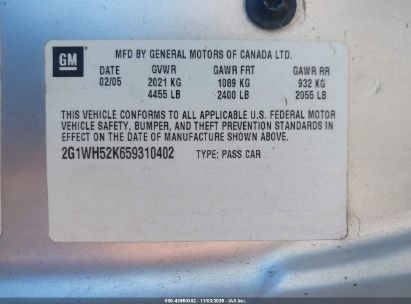 GM
MFD BY GENERAL MOTORS OF CANADA LTD.
DATE GVWR GAWR FRT GAWR RR
02/05 2021 KG 1089 KG 932 KG
4455 LB 2400 LB 2055 LB
THIS VEHICLE CONFORMS TO ALL APPLICABLE U.S. FEDERAL MOTOR
VEHICLE SAFETY, BUMPER, AND THEFT PREVENTION STANDARDS IN
EFFECT ON THE DATE OF MANUFACTURE SHOWN ABOVE.
2G1WH52K659310402 TYPE: PASS CAR